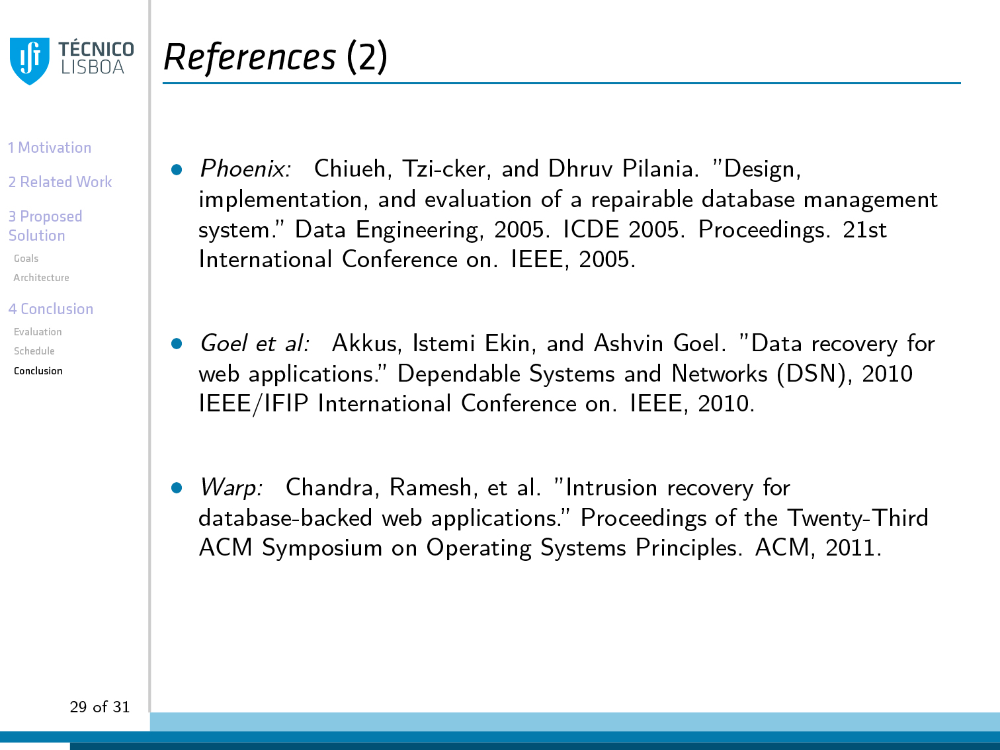 TÉCNICO
LISBOA
References (2)
1 Motivation
2 Related Work
3 Proposed
Solution
Goals
Architecture
4 Conclusion
Evaluation
Schedule
Conclusion
• Phoenix: Chiueh, Tzi-cker, and Dhruv Pilania. ”Design,
implementation, and evaluation of a repairable database management
system.” Data Engineering, 2005. ICDE 2005. Proceedings. 21st
International Conference on. IEEE, 2005.
• Goel et al: Akkus, Istemi Ekin, and Ashvin Goel. ”Data recovery for
web applications.” Dependable Systems and Networks (DSN), 2010
IEEE/IFIP International Conference on. IEEE, 2010.
• Warp: Chandra, Ramesh, et al. ”Intrusion recovery for
database-backed web applications.” Proceedings of the Twenty-Third
ACM Symposium on Operating Systems Principles. ACM, 2011.
29 of 31